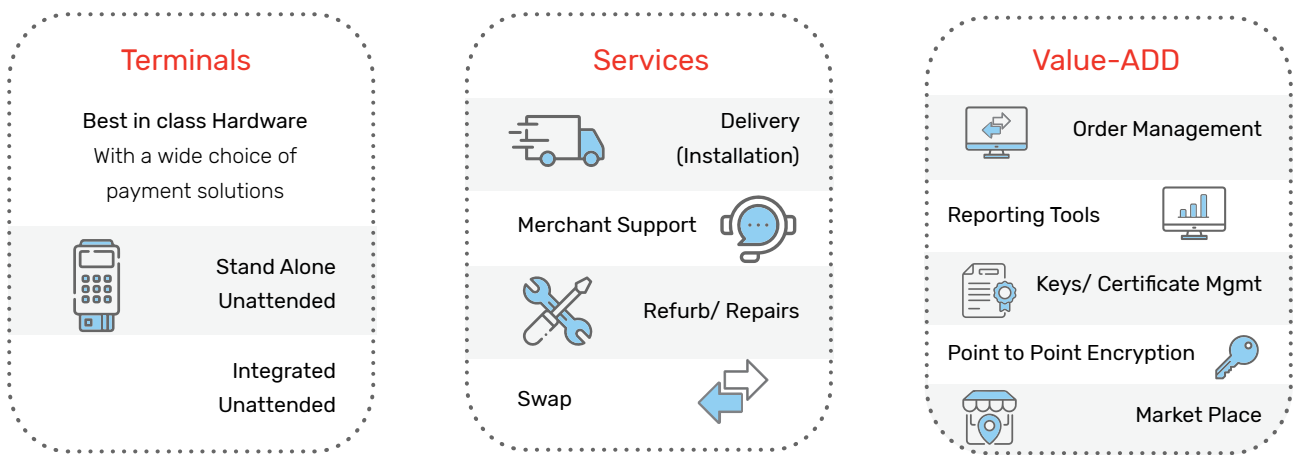 Terminals
Best in class Hardware
With a wide choice of
payment solutions
Stand Alone
Unattended
Integrated
Unattended
Services
Delivery
(Installation)
Merchant Support
Refurb/ Repairs
Swap
Value-ADD
Order Management
Reporting Tools
Keys/ Certificate Mgmt
Point to Point Encryption
Market Place